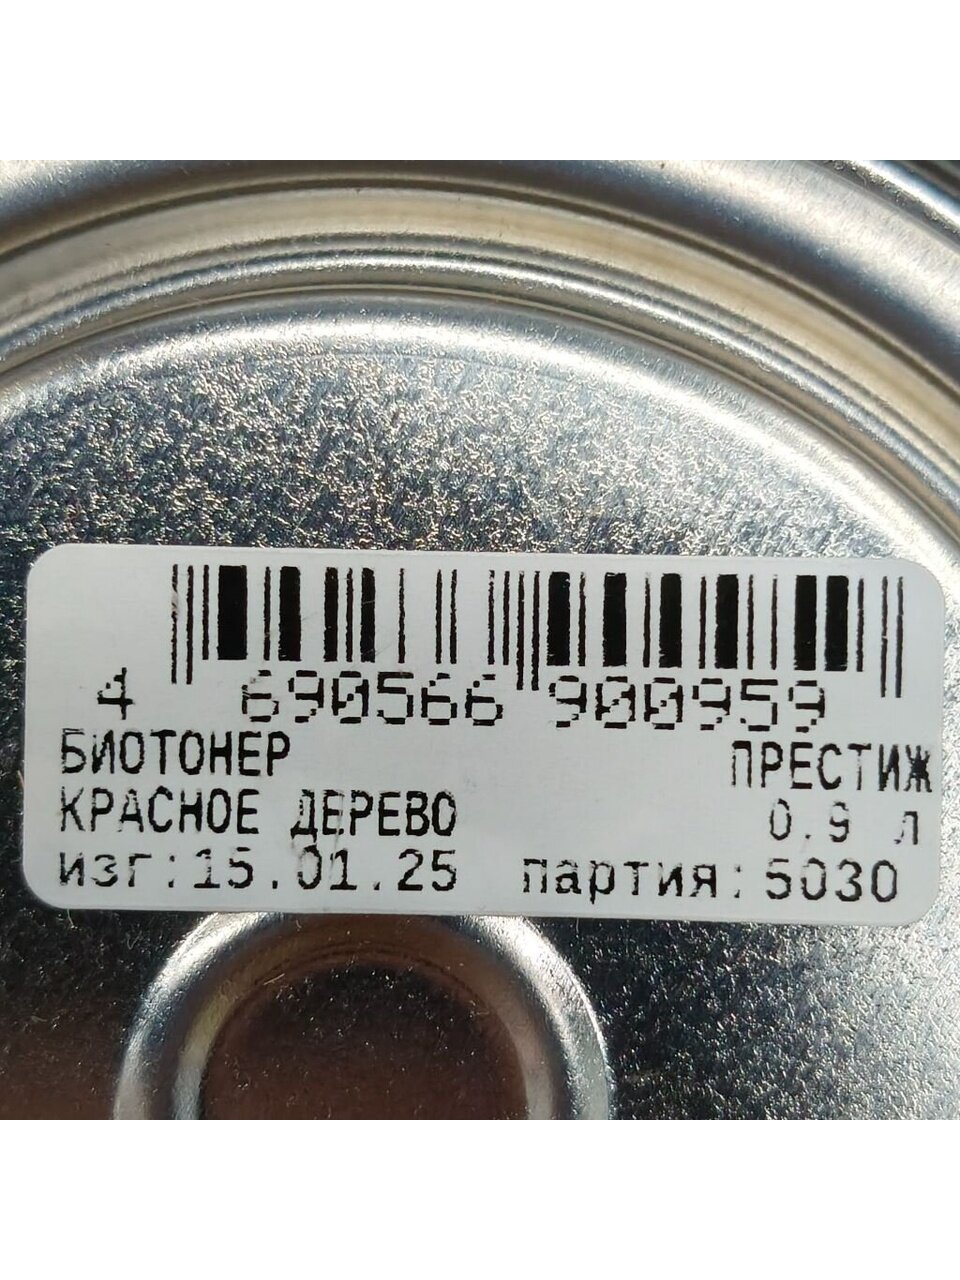 4 690566 900959
БИОТОНЕР ПРЕСТИЖ
КРАСНОЕ ДЕРЕВО 0.9 л
изг:15.01.25 партия:5030